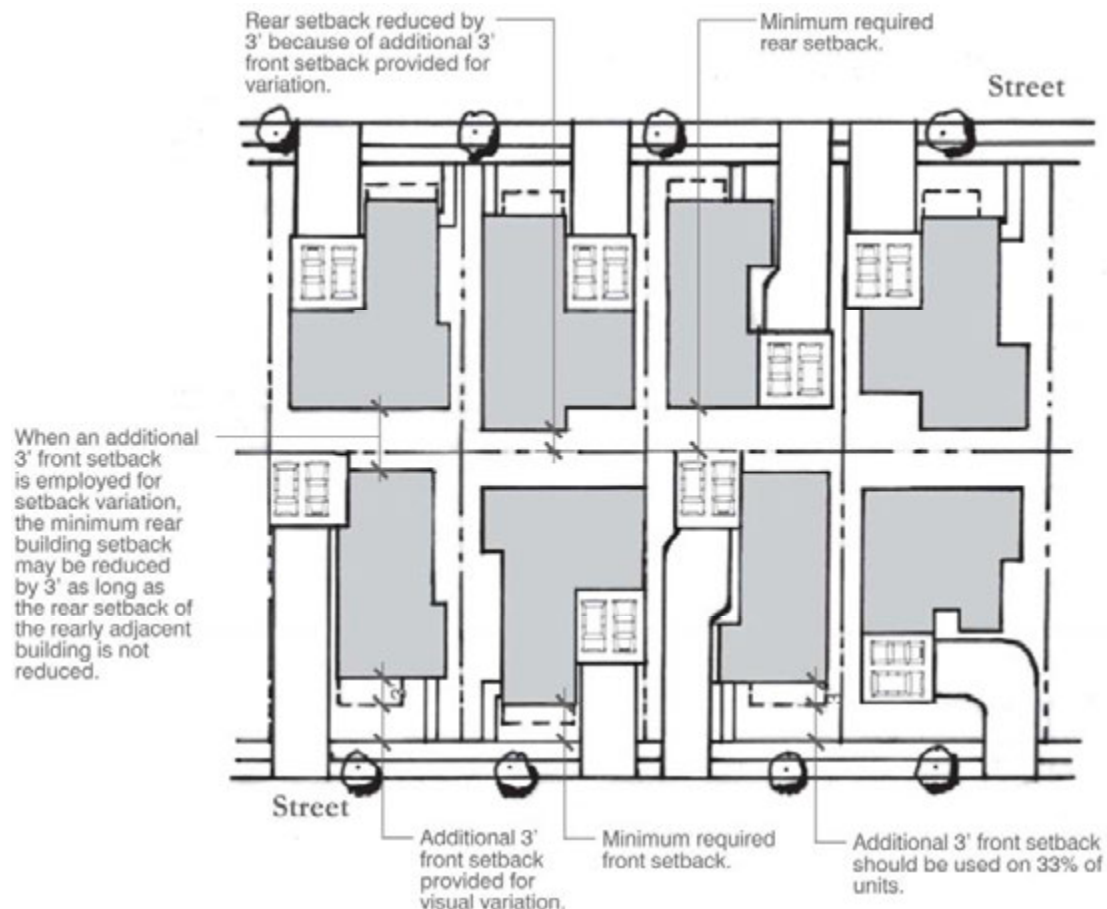 Rear setback reduced by
3' because of additional 3'
front setback provided for
variation.
Minimum required
rear setback.
Street
When an additional
3' front setback
is employed for
setback variation,
the minimum rear
building setback
may be reduced
by 3' as long as
the rear setback of
the rearly adjacent
building is not
reduced.
3'
Street
Additional 3'
front setback
provided for
visual variation.
Minimum required
front setback.
Additional 3' front setback
should be used on 33% of
units.